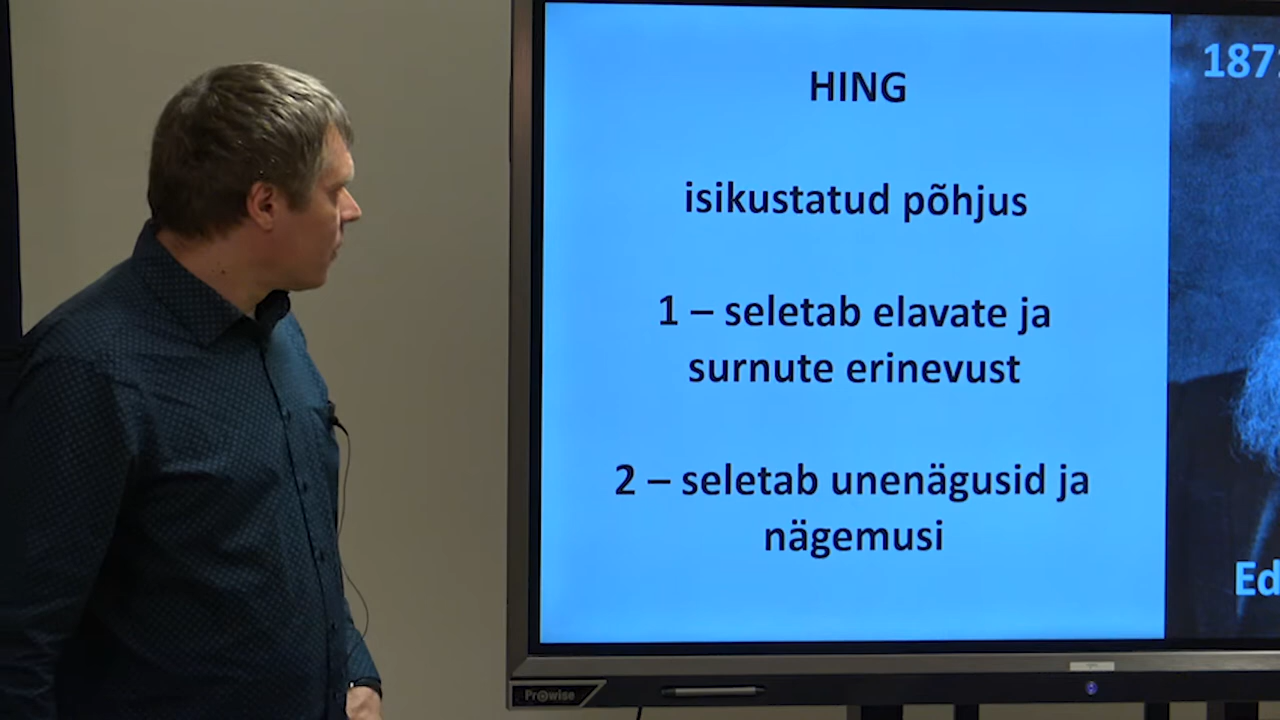 HING
isikustatud põhjus
1 – seletab elavate ja
surnute erinevust
2 – seletab unenägusid ja
nägemusi
187
Ed
Prowise